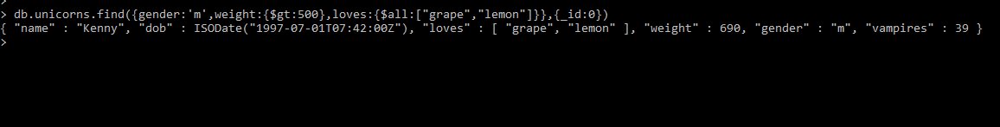 >
> db.unicorns.find({gender:'m',weight:{$gt:500},loves:{$all:["grape","lemon"]}},{_id:0})
{ "name" : "Kenny", "dob" : ISODate("1997-07-01T07:42:00Z"), "loves" : [ "grape", "lemon" ], "weight" : 690, "gender" : "m", "vampires" : 39 }
>